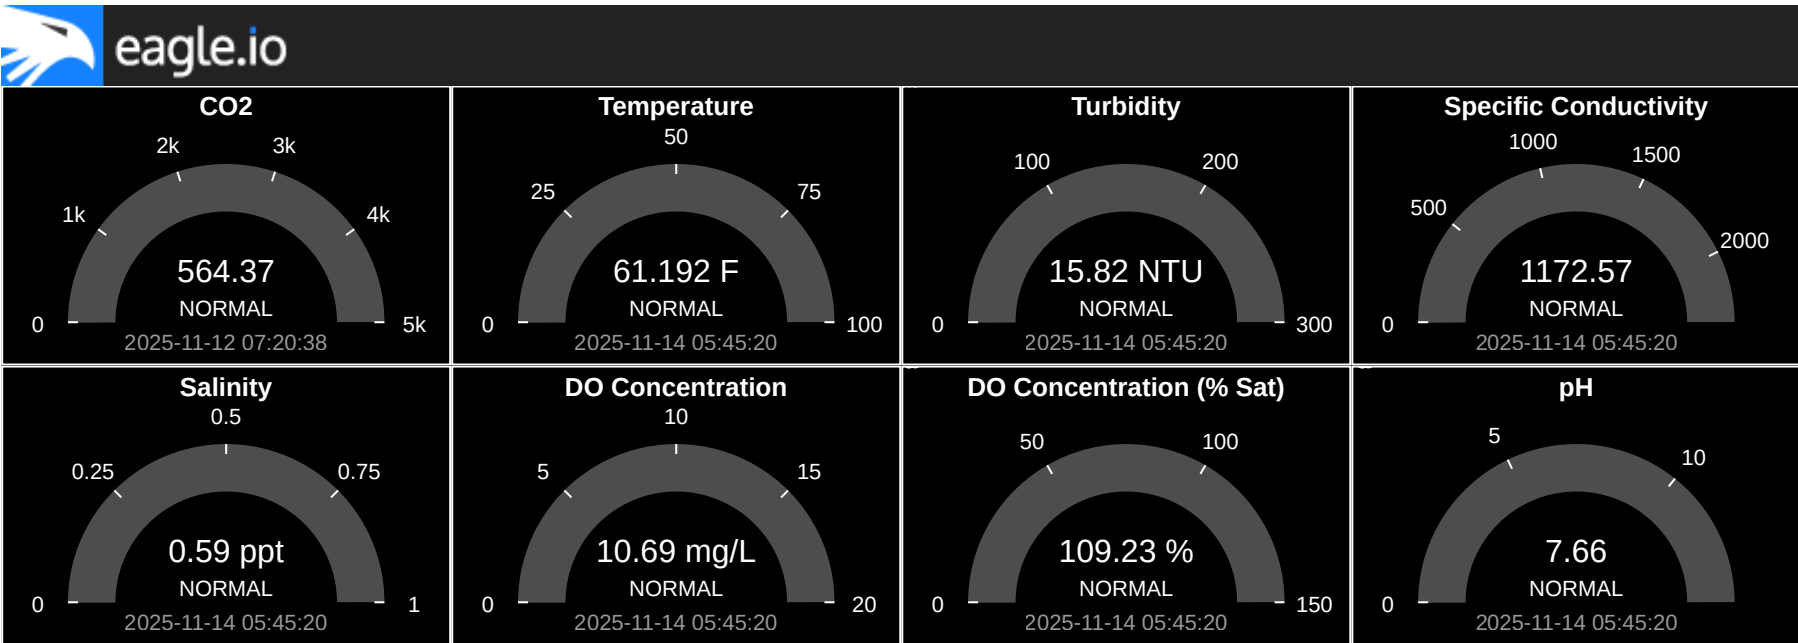 eagle.io
CO2
0
1k
2k
3k
4k
5k
564.37
NORMAL
2025-11-12 07:20:38
Temperature
0
25
50
75
100
61.192 F
NORMAL
2025-11-14 05:45:20
Turbidity
0
100
200
300
15.82 NTU
NORMAL
2025-11-14 05:45:20
Specific Conductivity
0
500
1000
1500
2000
1172.57
NORMAL
2025-11-14 05:45:20
Salinity
0
0.25
0.5
0.75
1
0.59 ppt
NORMAL
2025-11-14 05:45:20
DO Concentration
0
5
10
15
20
10.69 mg/L
NORMAL
2025-11-14 05:45:20
DO Concentration (% Sat)
0
50
100
150
109.23 %
NORMAL
2025-11-14 05:45:20
pH
0
5
10
7.66
NORMAL
2025-11-14 05:45:20